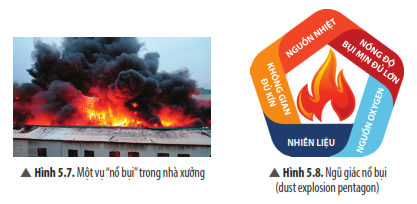 NGUỒN NHIỆT
NỒNG ĐỘ
BỤI MỊN ĐỦ LỚN
KHÔNG GIAN
ĐỦ KÍN
NGUỒN OXYGEN
NHIÊN LIỆU
▲ Hình 5.7. Một vụ "nổ bụi" trong nhà xưởng
▲ Hình 5.8. Ngũ giác nổ bụi
(dust explosion pentagon)